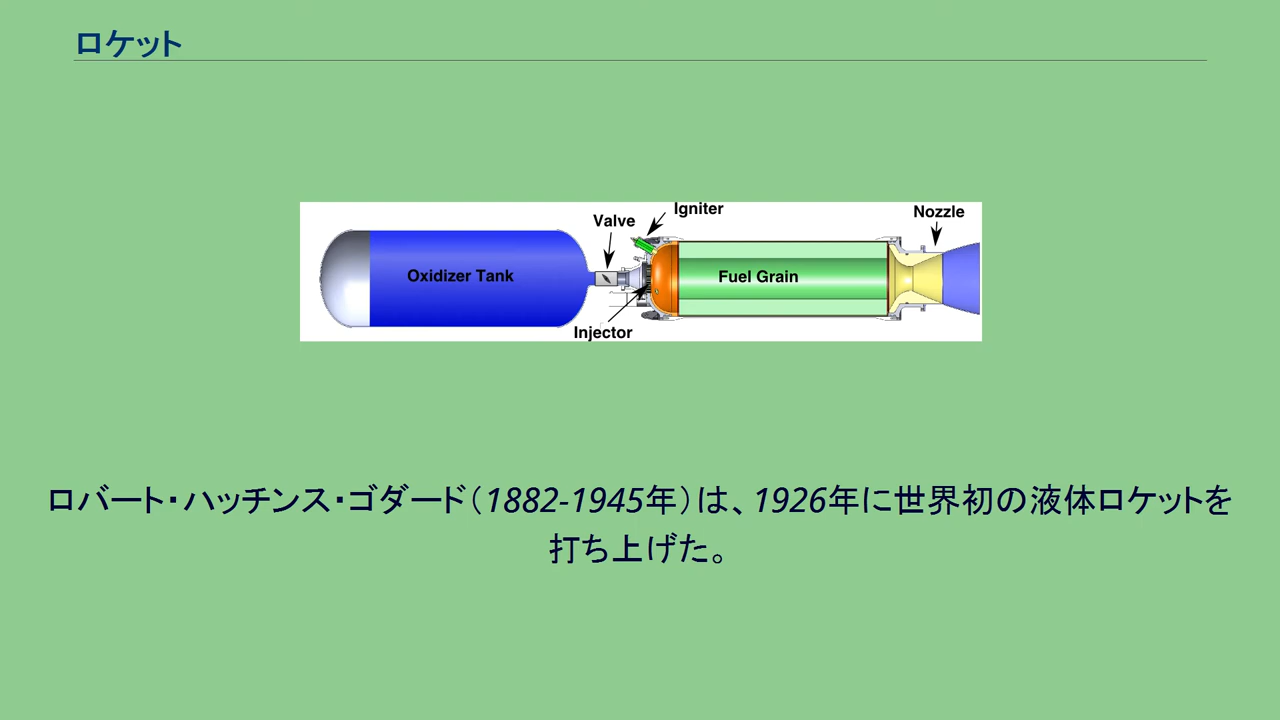 ロケット
Igniter
Valve
Nozzle
Oxidizer Tank
Fuel Grain
Injector
ロバート・ハッチンス・ゴダード（1882-1945年）は、1926年に世界初の液体ロケットを
打ち上げた。